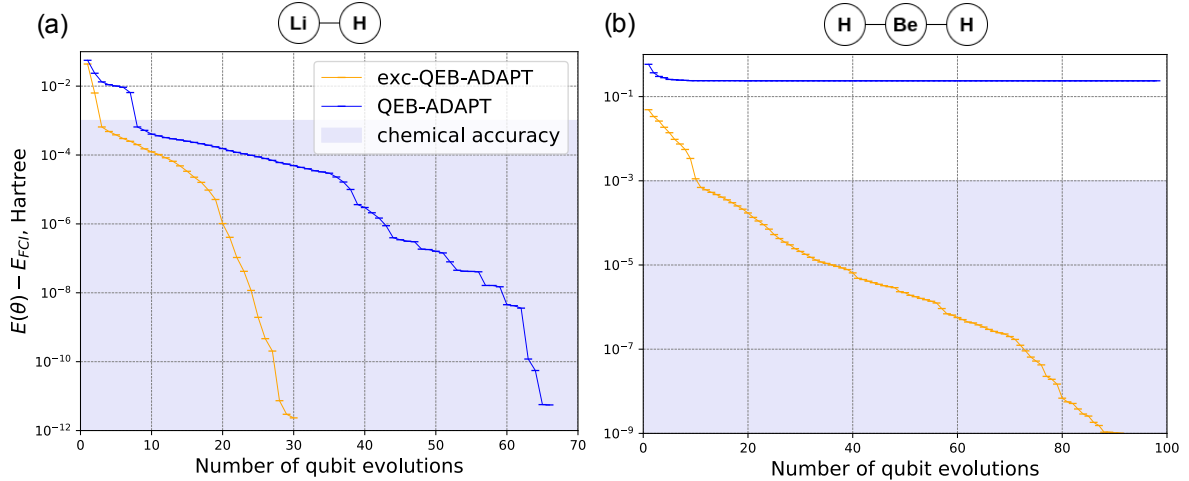 (a)
Li H
10⁻²
10⁻⁴
10⁻⁶
10⁻⁸
10⁻¹⁰
10⁻¹²
E(θ) − E_FCI, Hartree
exc-QEB-ADAPT
QEB-ADAPT
chemical accuracy
0 10 20 30 40 50 60 70
Number of qubit evolutions
(b)
H Be H
10⁻¹
10⁻³
10⁻⁵
10⁻⁷
10⁻⁹
0 20 40 60 80 100
Number of qubit evolutions